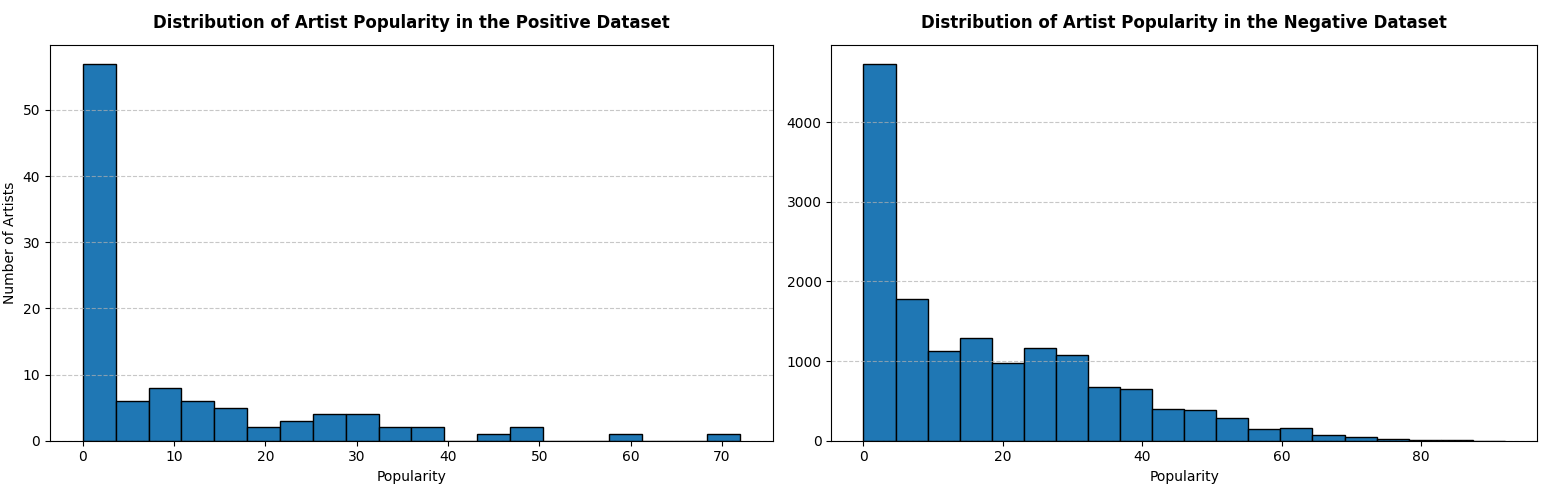 Distribution of Artist Popularity in the Positive Dataset
Number of Artists
50
40
30
20
10
0
0 10 20 30 40 50 60 70
Popularity
Distribution of Artist Popularity in the Negative Dataset
4000
3000
2000
1000
0
0 20 40 60 80
Popularity